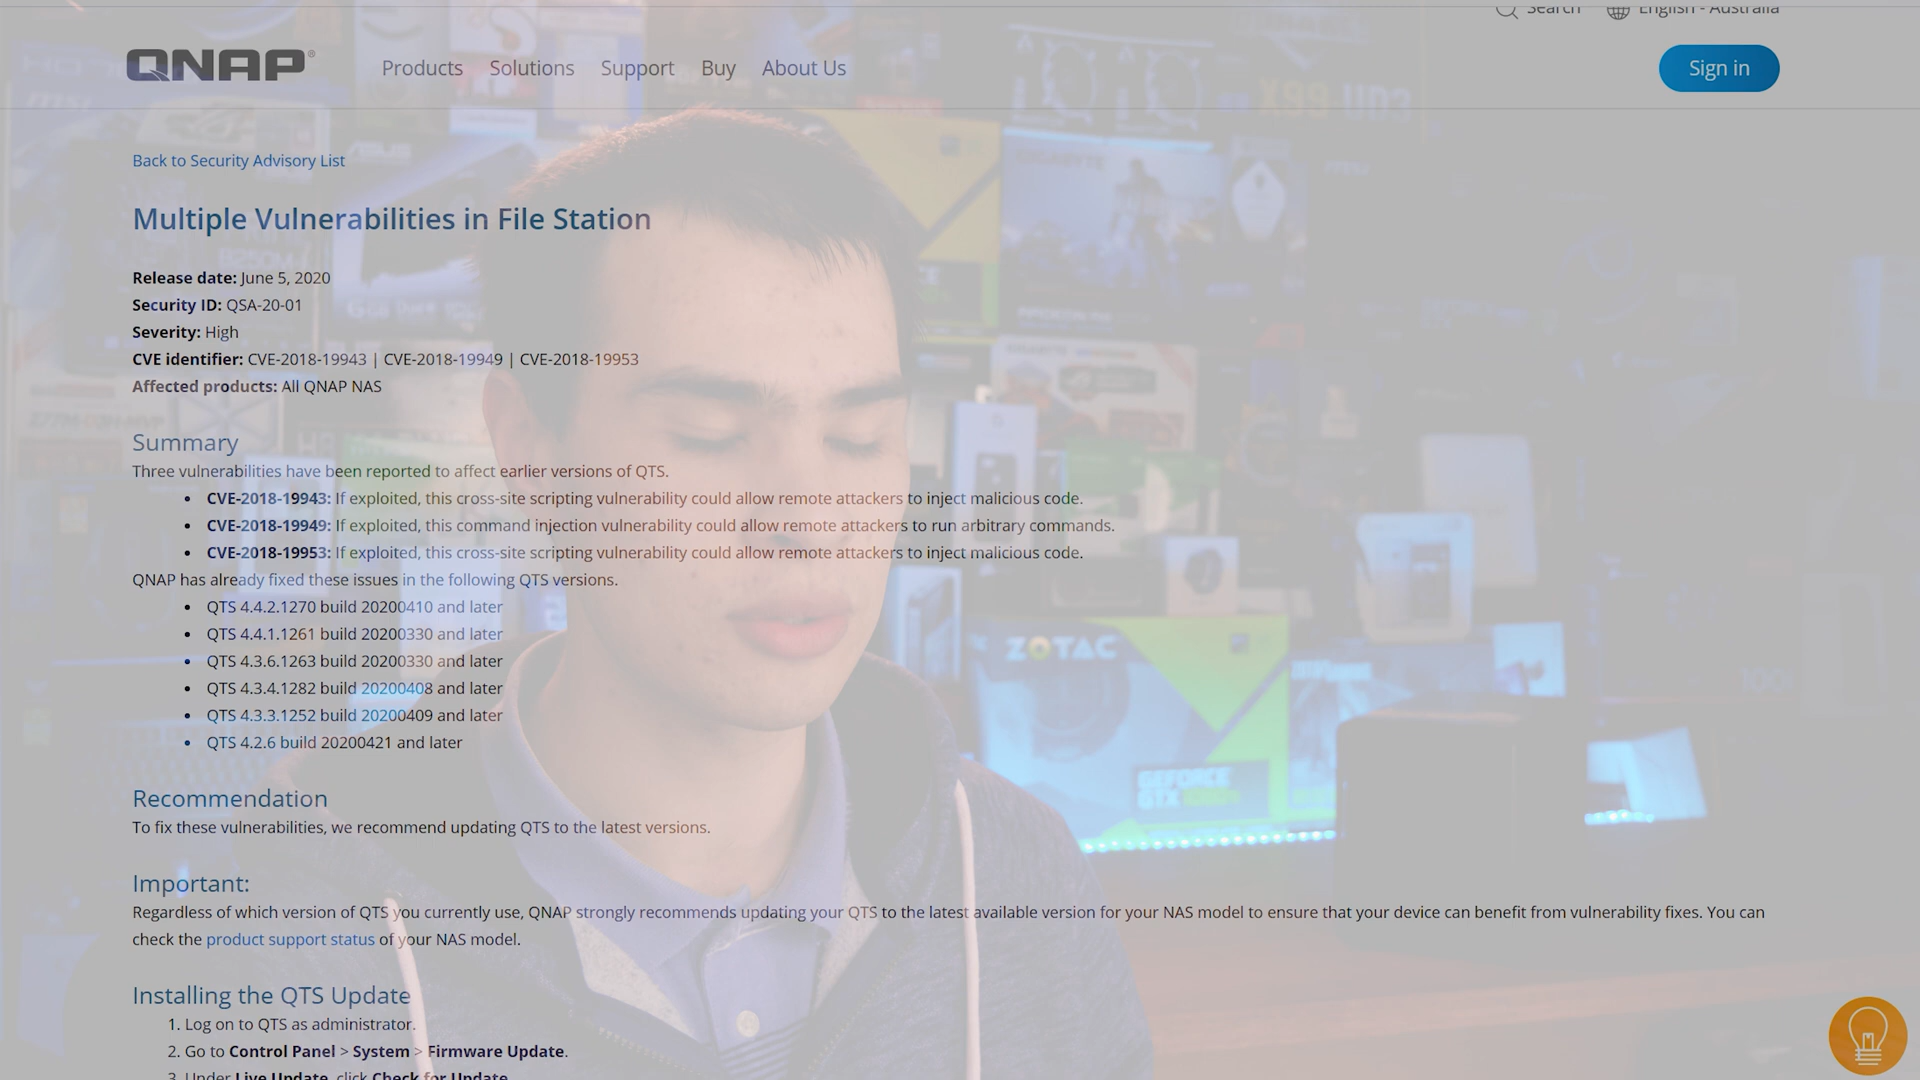 Search English - Australia
QNAP®
Products Solutions Support Buy About Us
Sign in
X99-UD3
Back to Security Advisory List
Multiple Vulnerabilities in File Station
Release date: June 5, 2020
Security ID: QSA-20-01
Severity: High
CVE identifier: CVE-2018-19943 | CVE-2018-19949 | CVE-2018-19953
Affected products: All QNAP NAS
Summary
Three vulnerabilities have been reported to affect earlier versions of QTS.
• CVE-2018-19943: If exploited, this cross-site scripting vulnerability could allow remote attackers to inject malicious code.
• CVE-2018-19949: If exploited, this command injection vulnerability could allow remote attackers to run arbitrary commands.
• CVE-2018-19953: If exploited, this cross-site scripting vulnerability could allow remote attackers to inject malicious code.
QNAP has already fixed these issues in the following QTS versions.
• QTS 4.4.2.1270 build 20200410 and later
• QTS 4.4.1.1261 build 20200330 and later
• QTS 4.3.6.1263 build 20200330 and later
• QTS 4.3.4.1282 build 20200408 and later
• QTS 4.3.3.1252 build 20200409 and later
• QTS 4.2.6 build 20200421 and later
ZOTAC
GEFORCE
GTX
Recommendation
To fix these vulnerabilities, we recommend updating QTS to the latest versions.
Important:
Regardless of which version of QTS you currently use, QNAP strongly recommends updating your QTS to the latest available version for your NAS model to ensure that your device can benefit from vulnerability fixes. You can
check the product support status of your NAS model.
Installing the QTS Update
1. Log on to QTS as administrator.
2. Go to Control Panel > System > Firmware Update.
3. Under Live Update, click Check for Update.